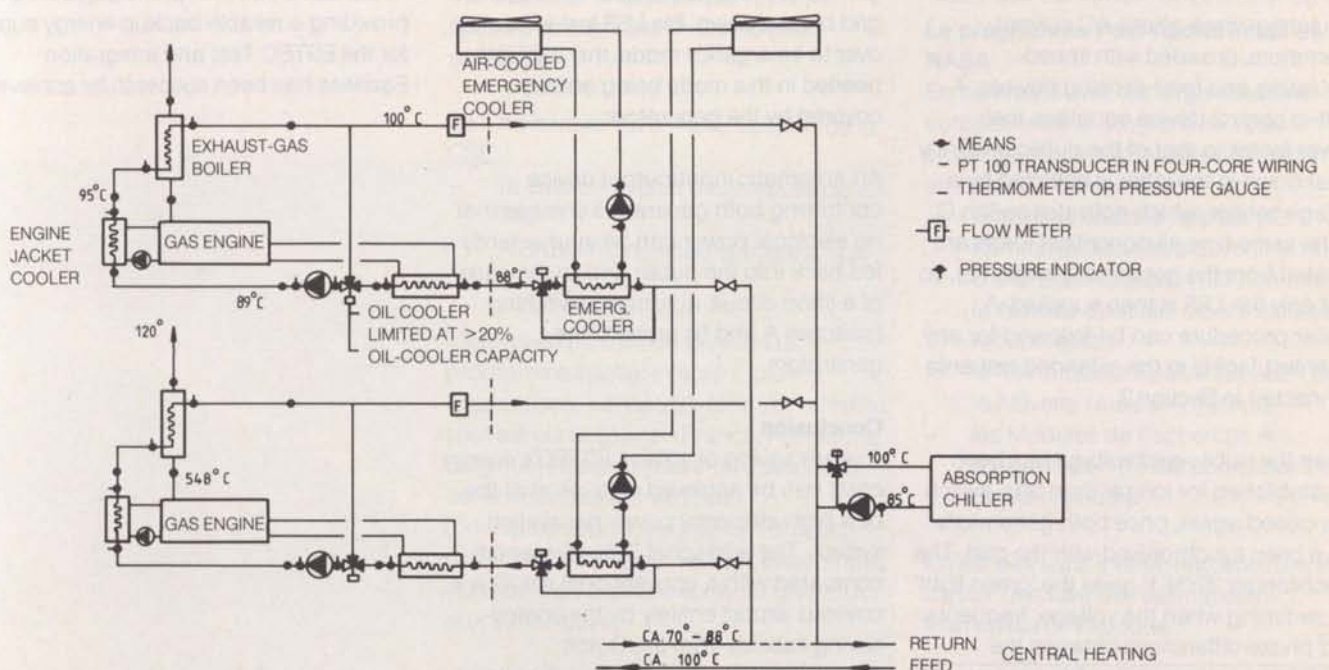 AIR-COOLED
EMERGENCY
COOLER
100°C
F
EXHAUST-GAS
BOILER
95°C
ENGINE
JACKET
COOLER
GAS ENGINE
89°C
88°C
OIL COOLER
LIMITED AT >20%
OIL-COOLER CAPACITY
EMERG.
COOLER
MEANS
PT 100 TRANSDUCER IN FOUR-CORE WIRING
THERMOMETER OR PRESSURE GAUGE
F FLOW METER
PRESSURE INDICATOR
120°
F
548°C
GAS ENGINE
100°C
85°C
ABSORPTION
CHILLER
CA. 70°-88°C
CA. 100°C
RETURN
FEED
CENTRAL HEATING